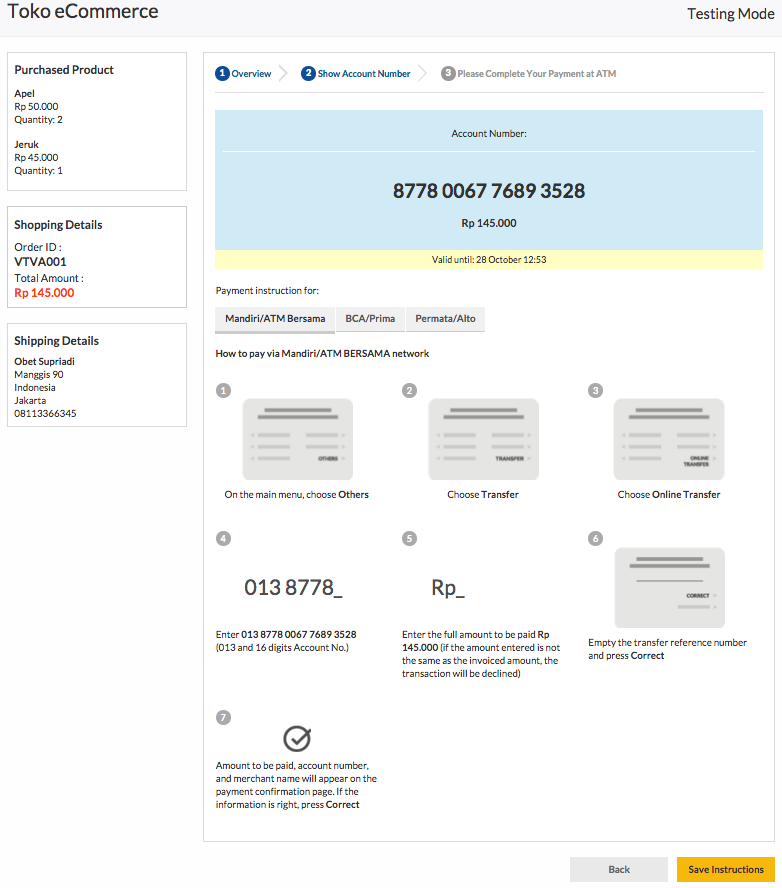 Toko eCommerce
Testing Mode
Purchased Product
Apel
Rp 50.000
Quantity: 2
Jeruk
Rp 45.000
Quantity: 1
Shopping Details
Order ID :
VTVA001
Total Amount :
Rp 145.000
Shipping Details
Obet Supriadi
Manggis 90
Indonesia
Jakarta
08113366345
1 Overview
2 Show Account Number
3 Please Complete Your Payment at ATM
Account Number:
8778 0067 7689 3528
Rp 145.000
Valid until: 28 October 12:53
Payment instruction for:
Mandiri/ATM Bersama
BCA/Prima
Permata/Alto
How to pay via Mandiri/ATM BERSAMA network
1
OTHERS
On the main menu, choose Others
2
TRANSFER
Choose Transfer
3
ONLINE
TRANSFER
Choose Online Transfer
4
013 8778_
Enter 013 8778 0067 7689 3528
(013 and 16 digits Account No.)
5
Rp_
Enter the full amount to be paid Rp
145.000 (if the amount entered is not
the same as the invoiced amount, the
transaction will be declined)
6
CORRECT
Empty the transfer reference number
and press Correct
7
Amount to be paid, account number,
and merchant name will appear on the
payment confirmation page. If the
information is right, press Correct
Back
Save Instructions